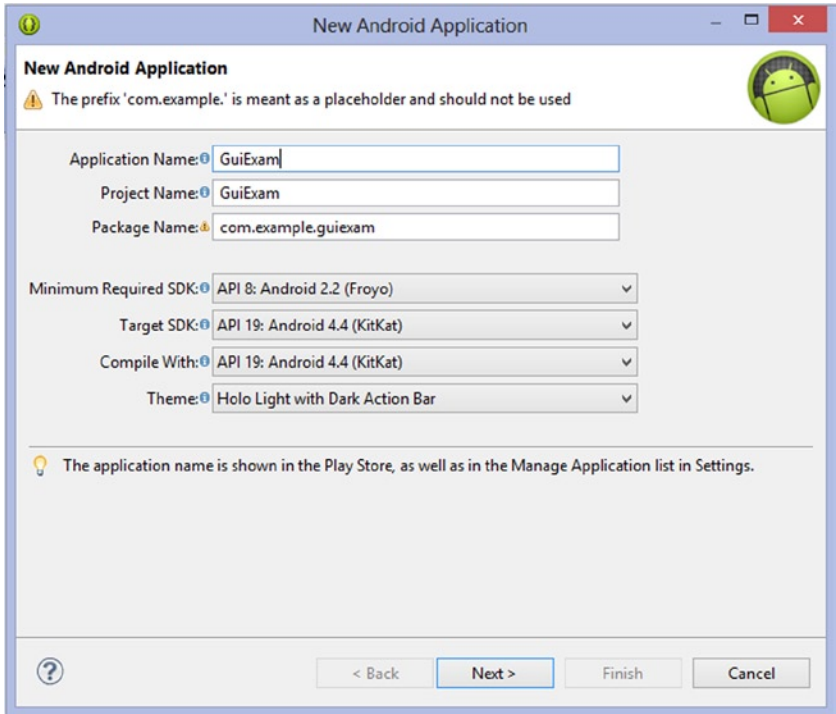 New Android Application
New Android Application
The prefix 'com.example.' is meant as a placeholder and should not be used
Application Name: GuiExam
Project Name: GuiExam
Package Name: com.example.guiexam
Minimum Required SDK: API 8: Android 2.2 (Froyo)
Target SDK: API 19: Android 4.4 (KitKat)
Compile With: API 19: Android 4.4 (KitKat)
Theme: Holo Light with Dark Action Bar
The application name is shown in the Play Store, as well as in the Manage Application list in Settings.
? < Back Next > Finish Cancel